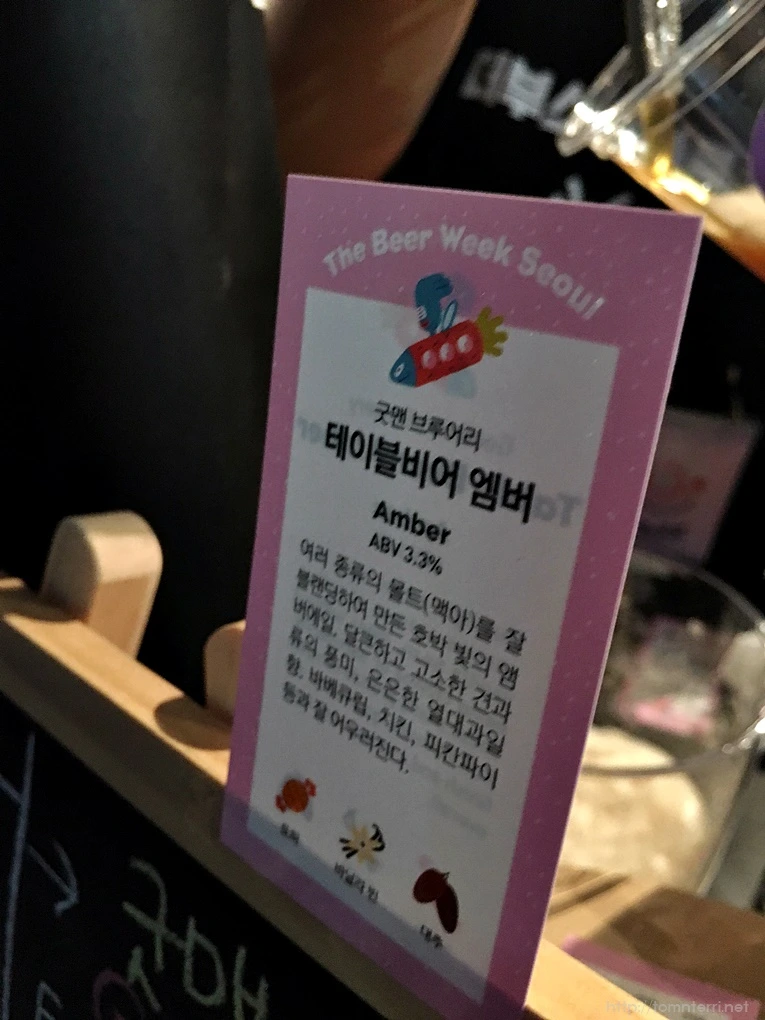 데부스
The Beer Week Seoul
굿맨 브루어리
테이블비어 엠버
Amber
ABV 3.3%
여러 종류의 몰트(맥아)를 잘
블랜딩하여 만든 호박 빛의 앰
버에일. 달큰하고 고소한 견과
류의 풍미, 은은한 열대과일
향. 바베큐립, 치킨, 피칸파이
등과 잘 어우러진다.
바닐라 빈
대추
HOF
http://tomnterri.net